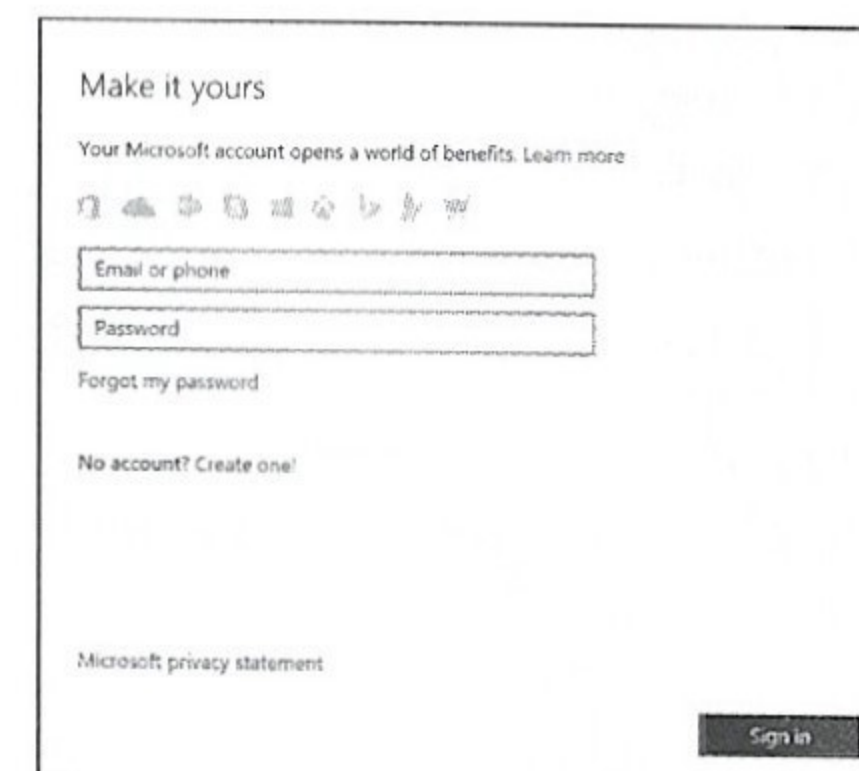 Make it yours
Your Microsoft account opens a world of benefits. Learn more
Email or phone
Password
Forgot my password
No account? Create one!
Microsoft privacy statement
Sign in